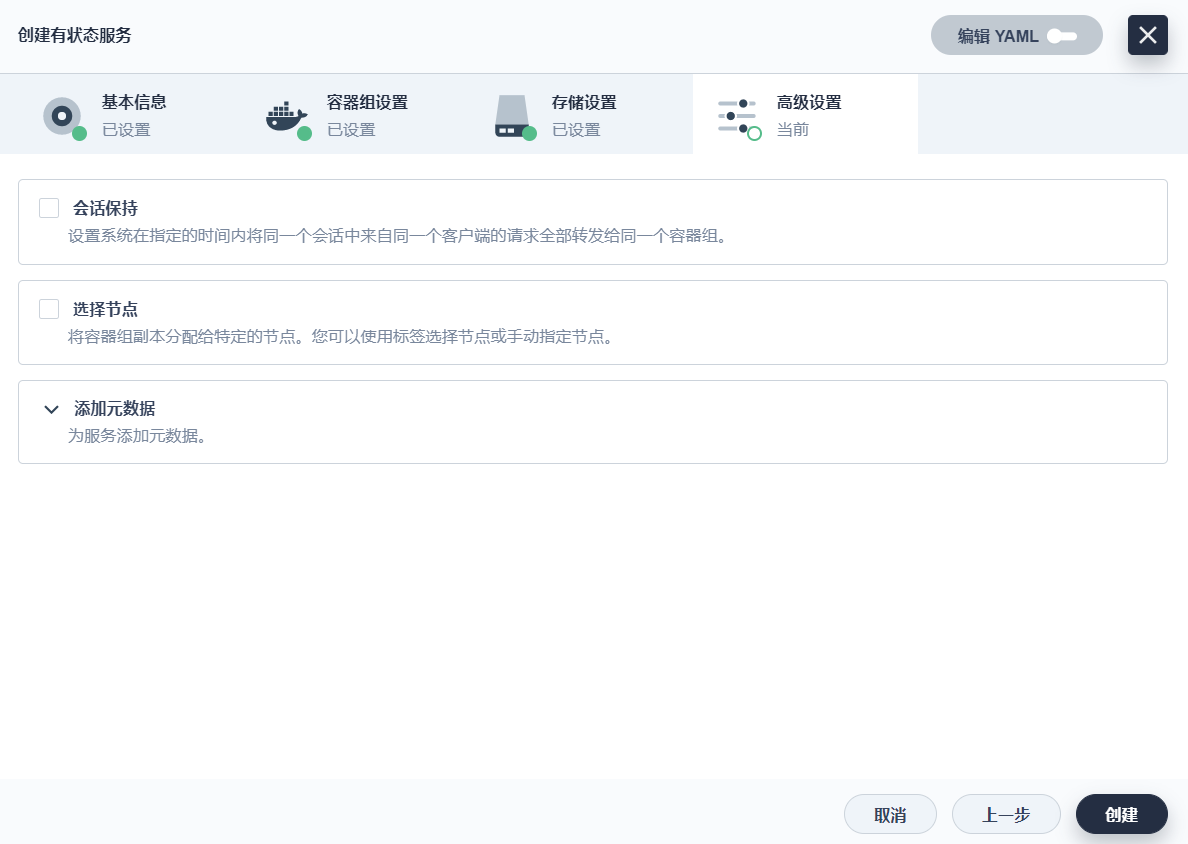 创建有状态服务
编辑 YAML
基本信息
已设置
容器组设置
已设置
存储设置
已设置
高级设置
当前
会话保持
设置系统在指定的时间内将同一个会话中来自同一个客户端的请求全部转发给同一个容器组。
选择节点
将容器组副本分配给特定的节点。您可以使用标签选择节点或手动指定节点。
添加元数据
为服务添加元数据。
取消
上一步
创建